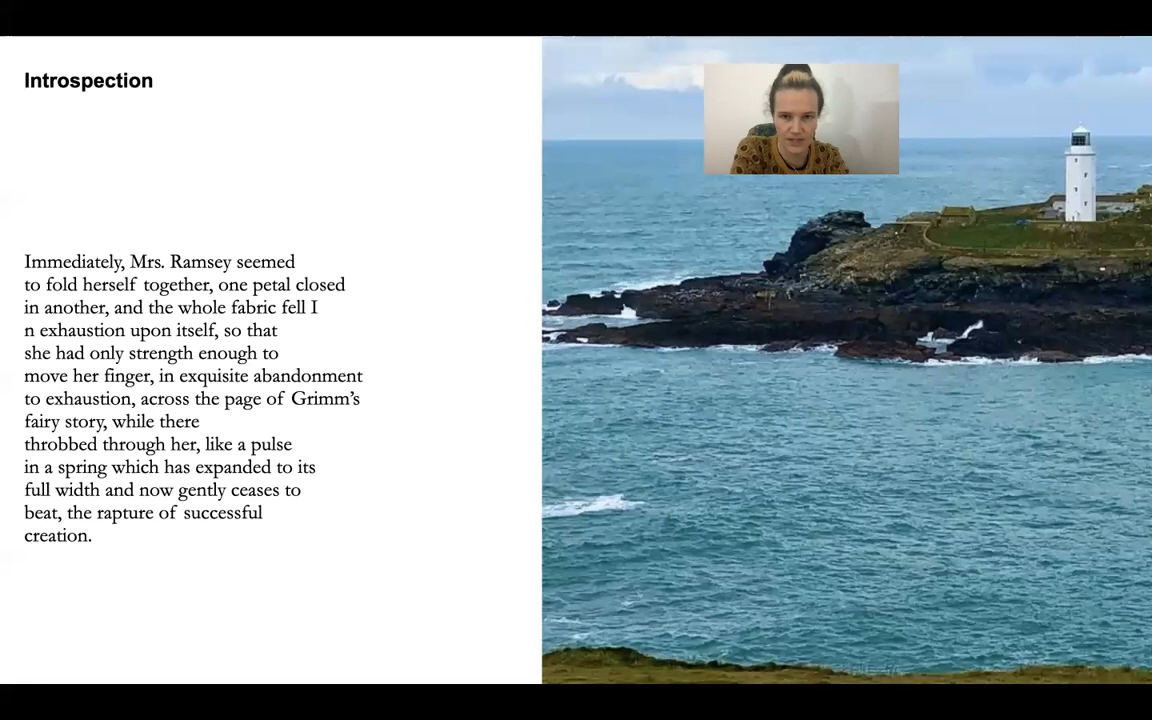 Introspection
Immediately, Mrs. Ramsey seemed
to fold herself together, one petal closed
in another, and the whole fabric fell I
n exhaustion upon itself, so that
she had only strength enough to
move her finger, in exquisite abandonment
to exhaustion, across the page of Grimm’s
fairy story, while there
throbbed through her, like a pulse
in a spring which has expanded to its
full width and now gently ceases to
beat, the rapture of successful
creation.